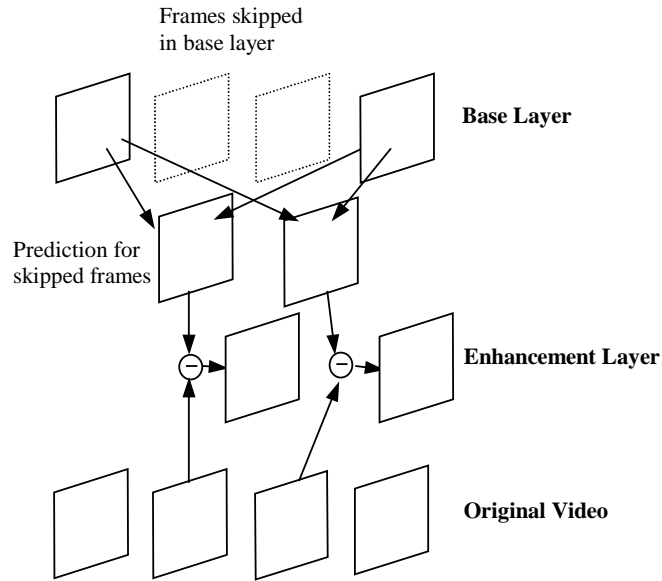 Frames skipped
in base layer
Base Layer
Prediction for
skipped frames
Enhancement Layer
Original Video